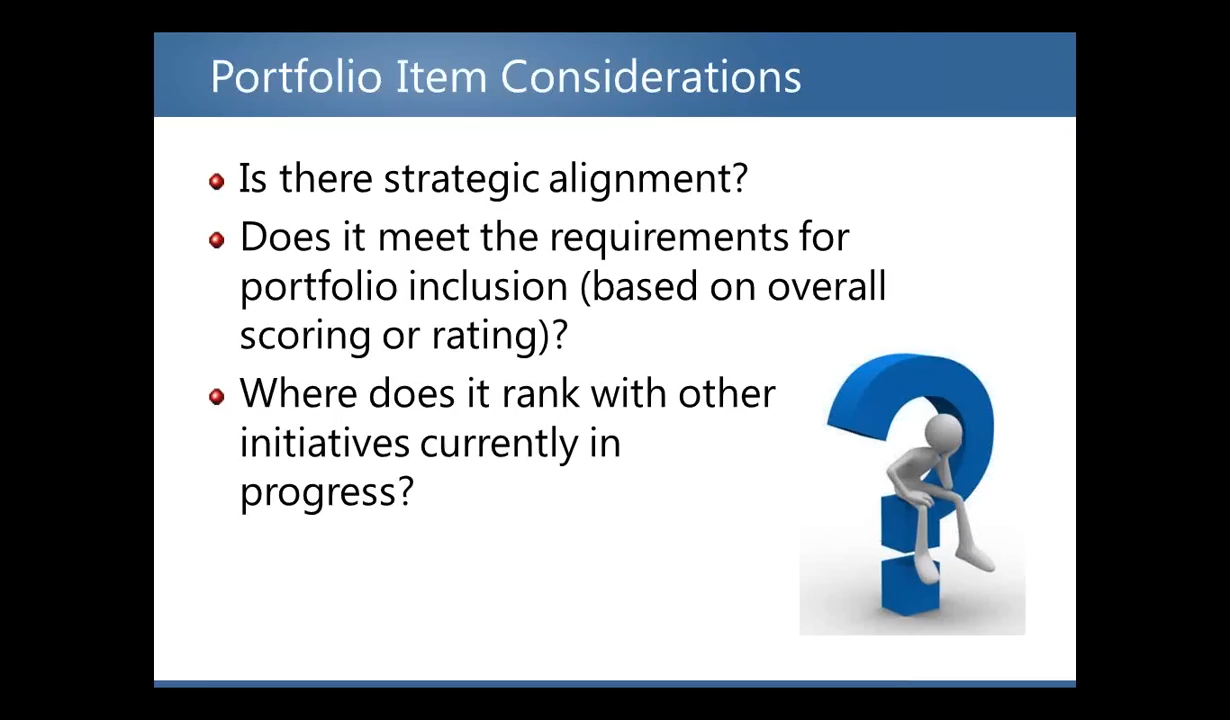 Portfolio Item Considerations
Is there strategic alignment?
Does it meet the requirements for
portfolio inclusion (based on overall
scoring or rating)?
Where does it rank with other
initiatives currently in
progress?